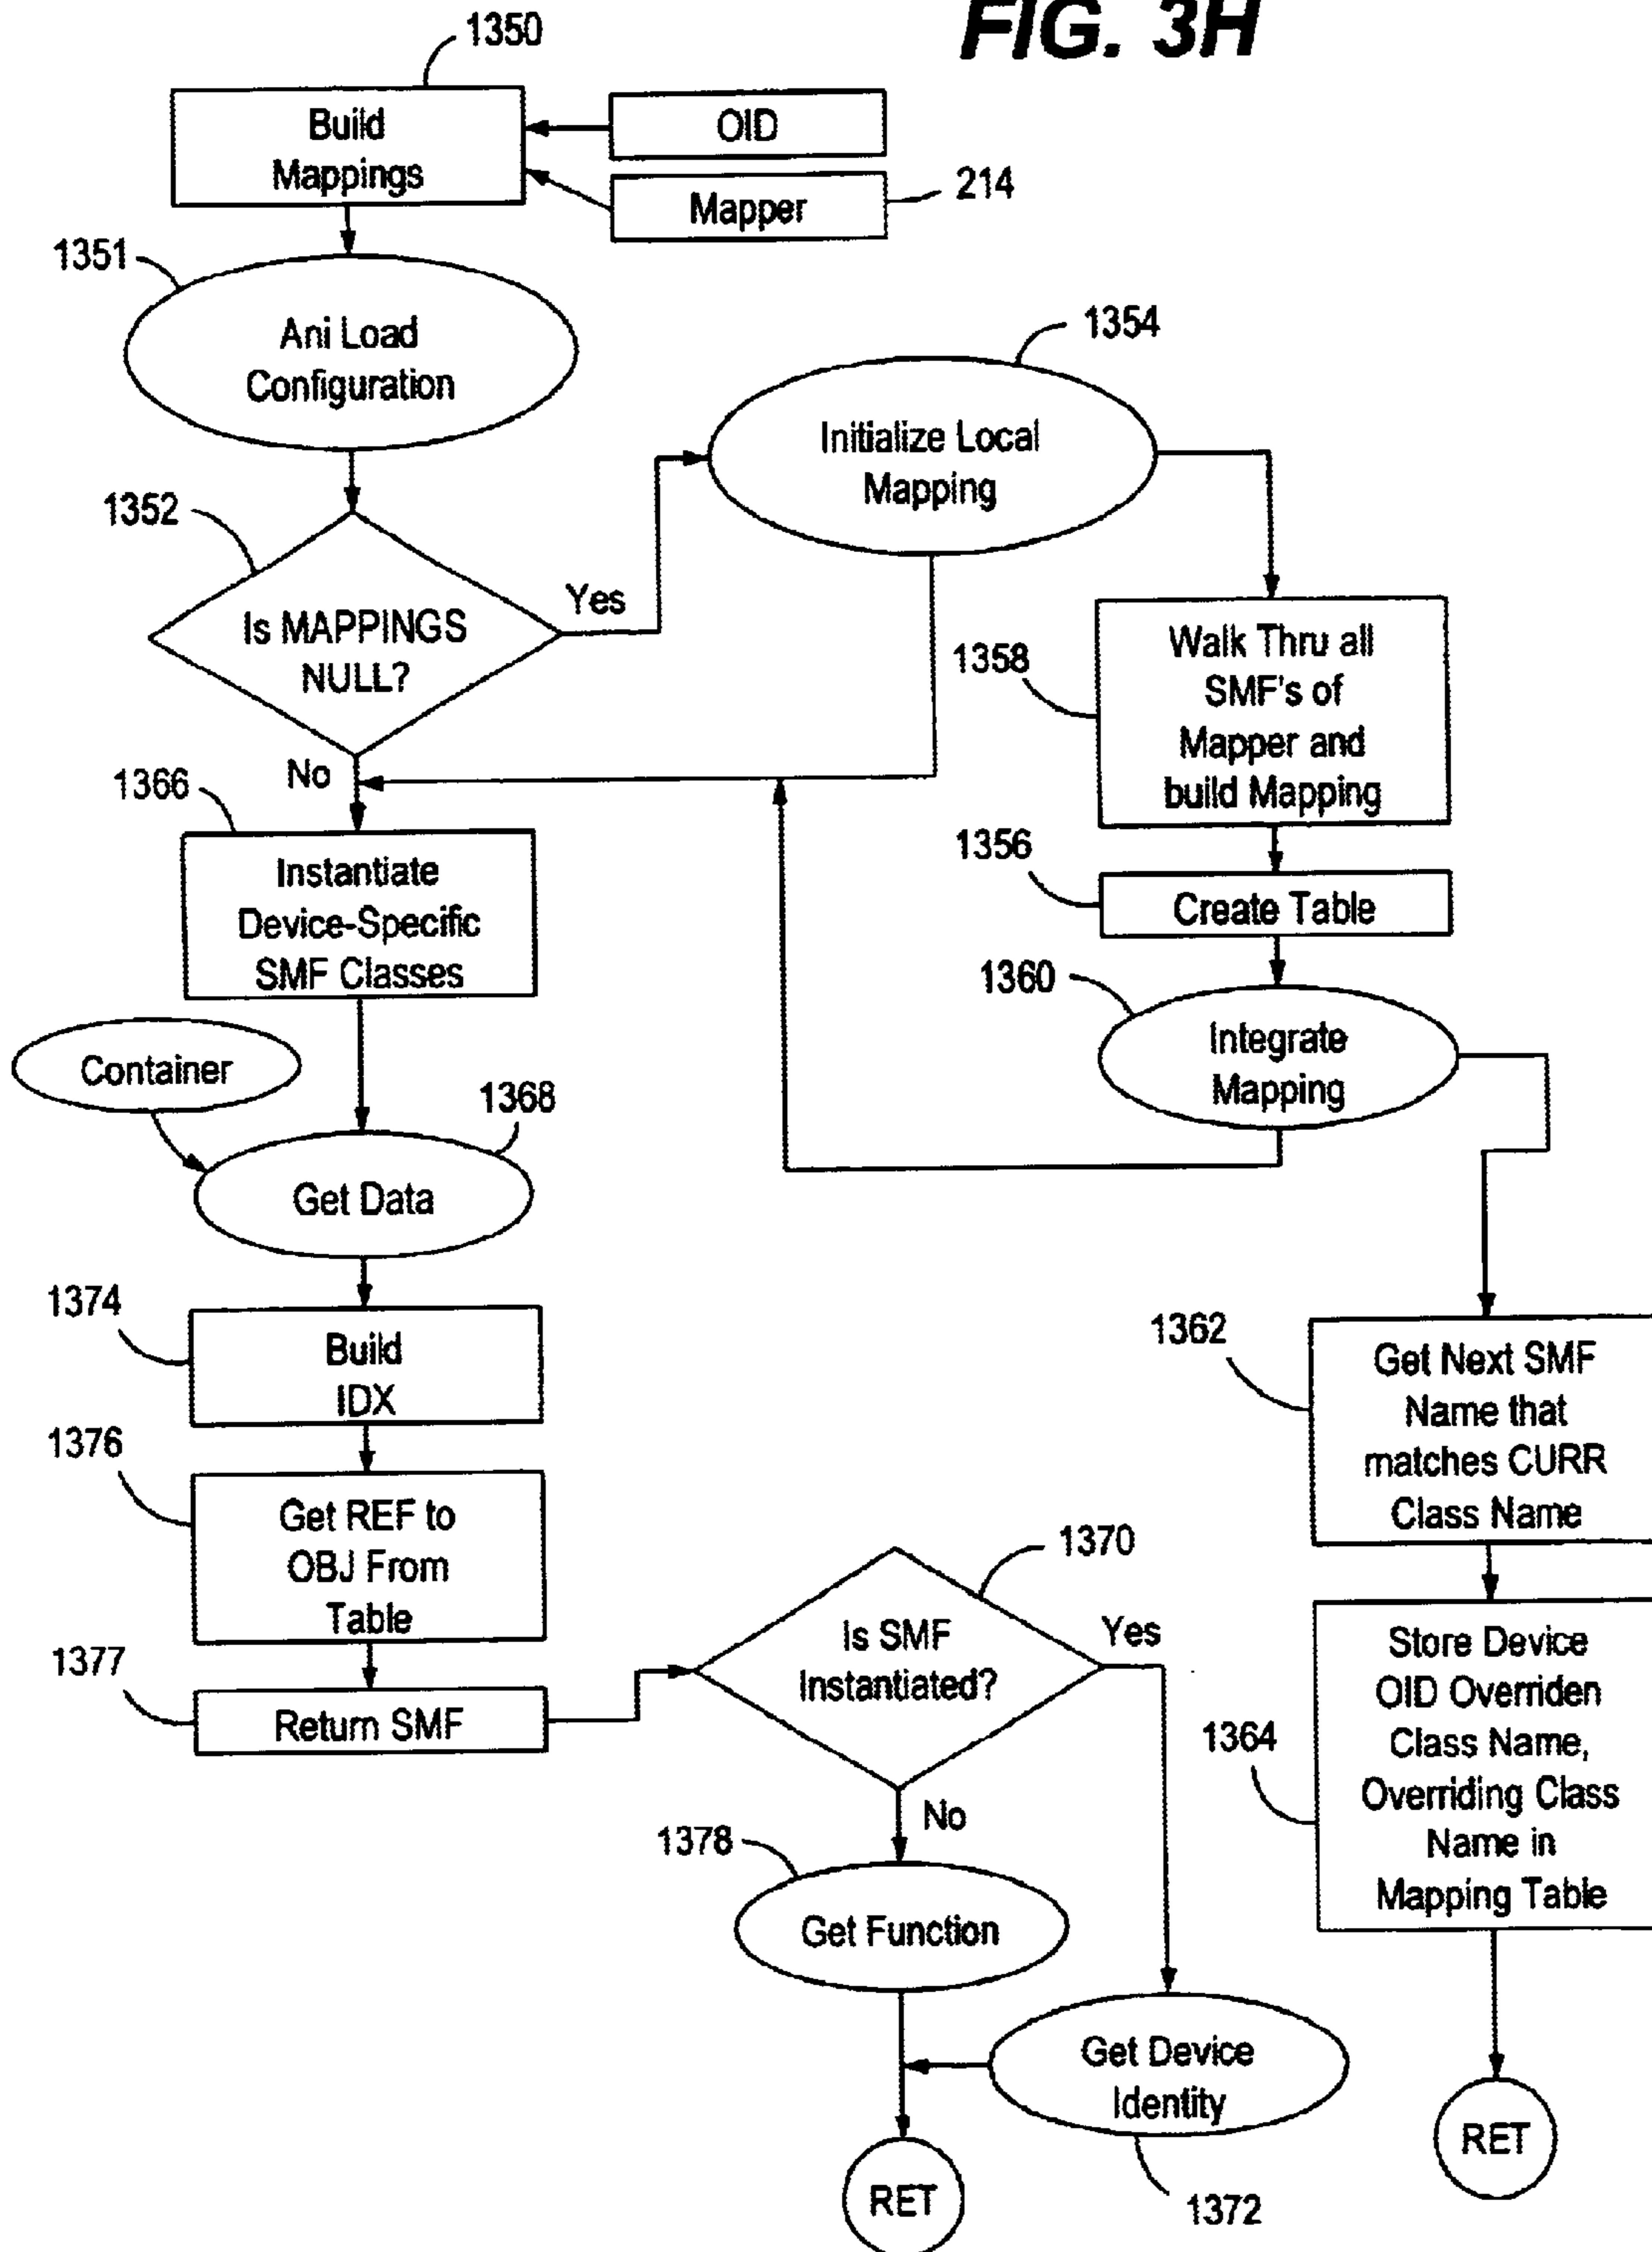 FIG. 3H
1350
Build
Mappings
OID
Mapper
214
1351
Ani Load
Configuration
1354
Initialize Local
Mapping
1352
Is MAPPINGS
NULL?
Yes
No
1358
Walk Thru all
SMF's of
Mapper and
build Mapping
1366
Instantiate
Device-Specific
SMF Classes
1356
Create Table
1360
Integrate
Mapping
Container
1368
Get Data
1374
Build
IDX
1362
Get Next SMF
Name that
matches CURR
Class Name
1376
Get REF to
OBJ From
Table
1377
Return SMF
1370
Is SMF
Instantiated?
Yes
No
1364
Store Device
OID Overriden
Class Name,
Overriding Class
Name in
Mapping Table
1378
Get Function
Get Device
Identity
1372
RET
RET